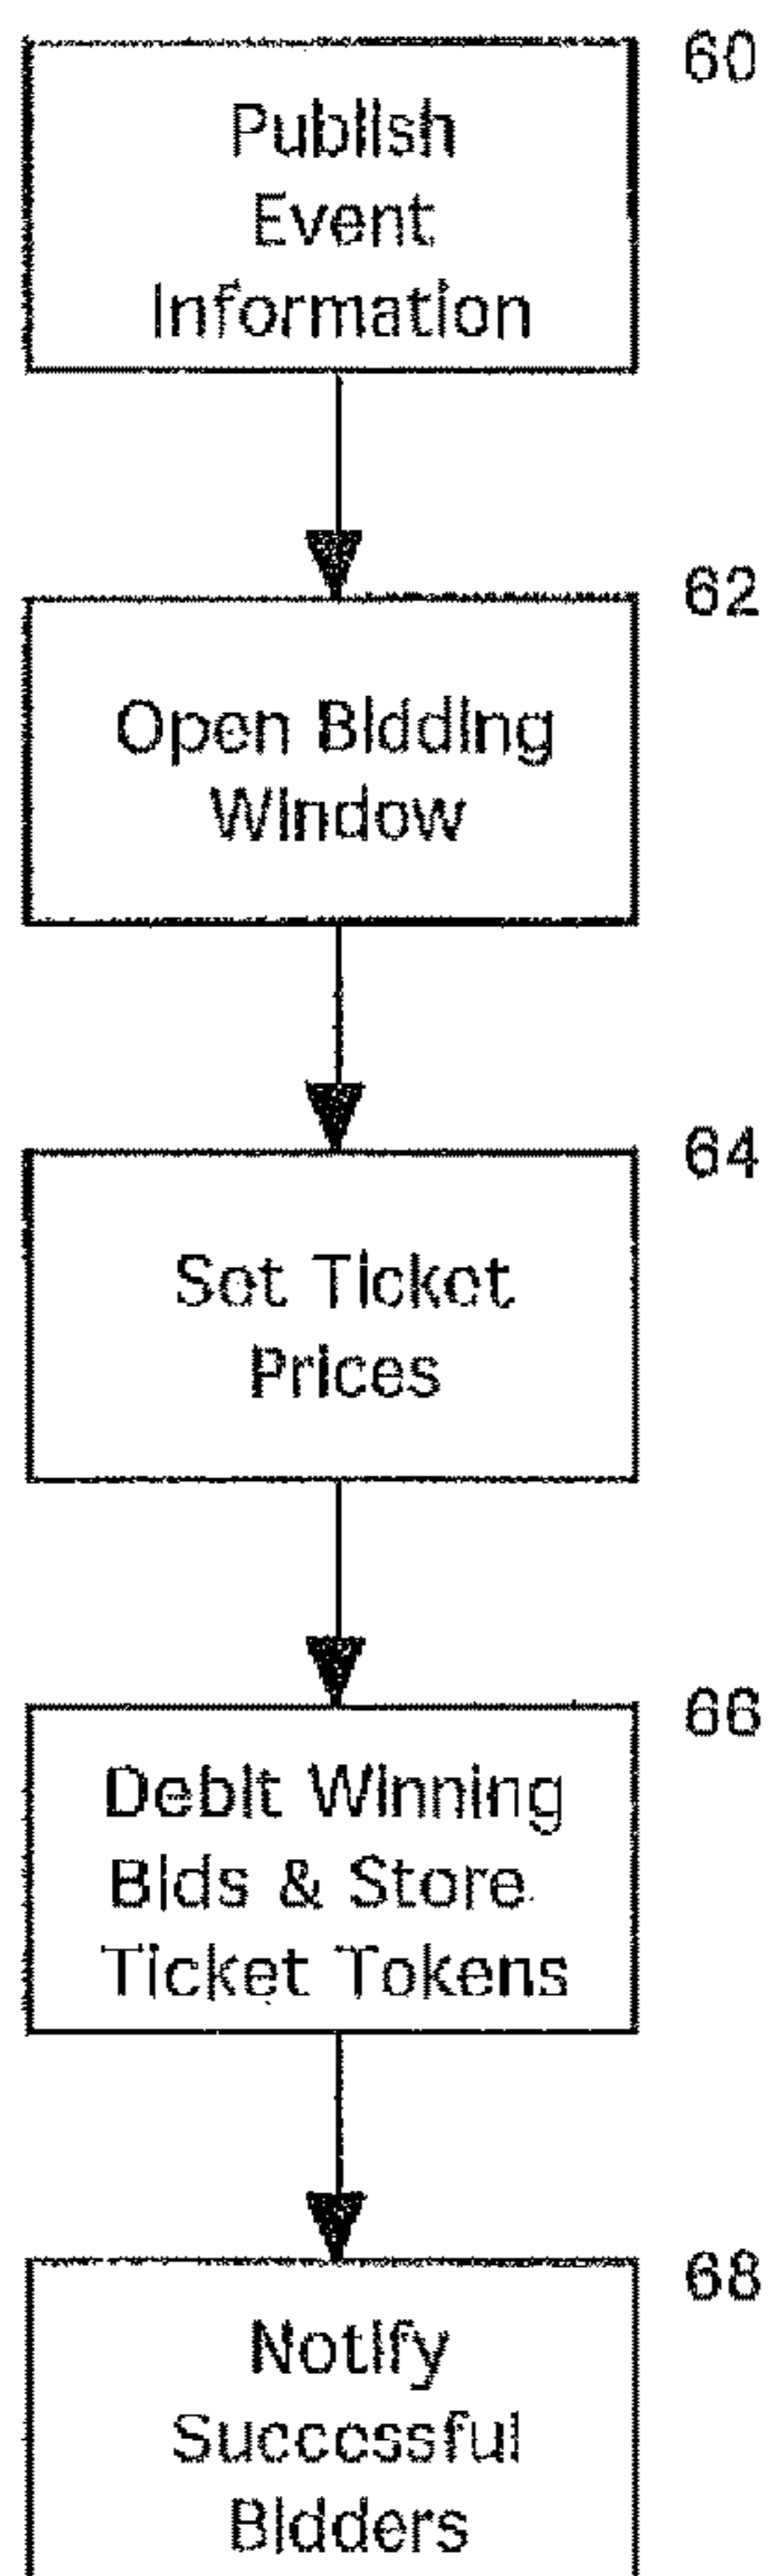 60
Publish
Event
Information
62
Open Bidding
Window
64
Set Ticket
Prices
66
Debit Winning
Bids & Store
Ticket Tokens
68
Notify
Successful
Bidders